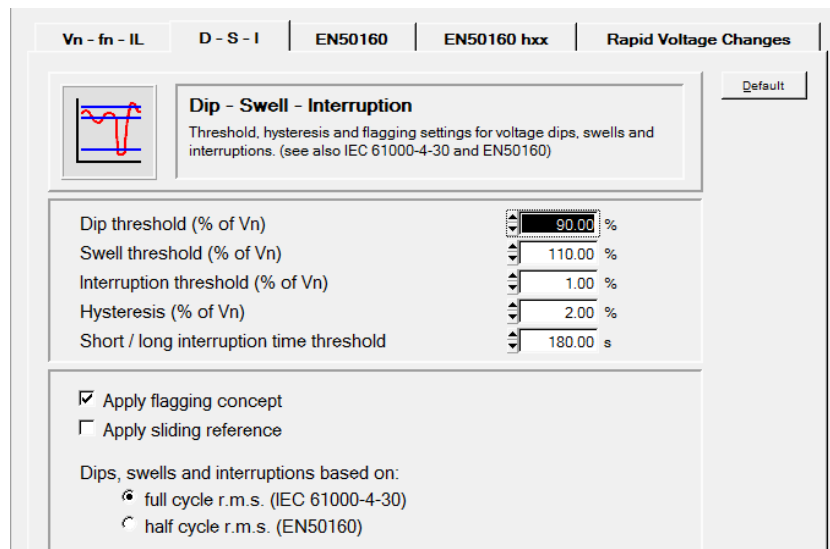 Vn - fn - IL D - S - I EN50160 EN50160 hxx Rapid Voltage Changes
Default
Dip - Swell - Interruption
Threshold, hysteresis and flagging settings for voltage dips, swells and
interruptions. (see also IEC 61000-4-30 and EN50160)
Dip threshold (% of Vn) 90.00 %
Swell threshold (% of Vn) 110.00 %
Interruption threshold (% of Vn) 1.00 %
Hysteresis (% of Vn) 2.00 %
Short / long interruption time threshold 180.00 s
Apply flagging concept
Apply sliding reference
Dips, swells and interruptions based on:
full cycle r.m.s. (IEC 61000-4-30)
half cycle r.m.s. (EN50160)